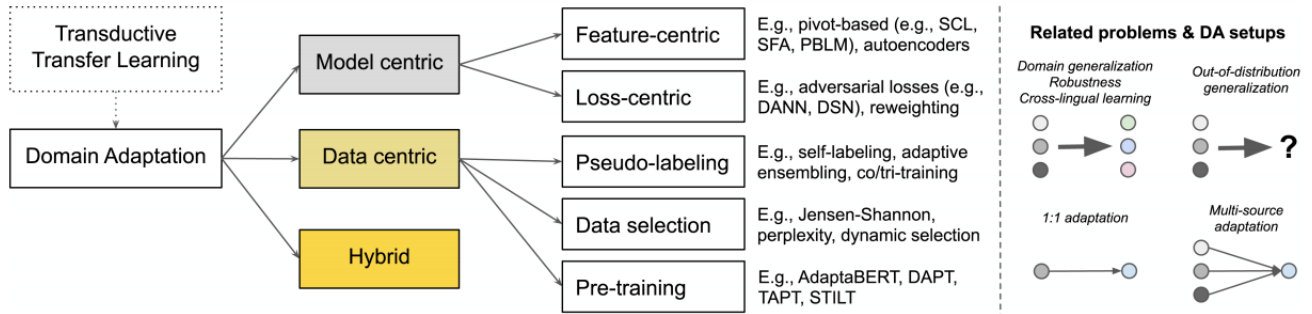 Transductive
Transfer Learning
Domain Adaptation
Model centric
Data centric
Hybrid
Feature-centric
E.g., pivot-based (e.g., SCL,
SFA, PBLM), autoencoders
Loss-centric
E.g., adversarial losses (e.g.,
DANN, DSN), reweighting
Pseudo-labeling
E.g., self-labeling, adaptive
ensembling, co/tri-training
Data selection
E.g., Jensen-Shannon,
perplexity, dynamic selection
Pre-training
E.g., AdaptaBERT, DAPT,
TAPT, STILT
Related problems & DA setups
Domain generalization
Robustness
Cross-lingual learning
Out-of-distribution
generalization
?
1:1 adaptation
Multi-source
adaptation